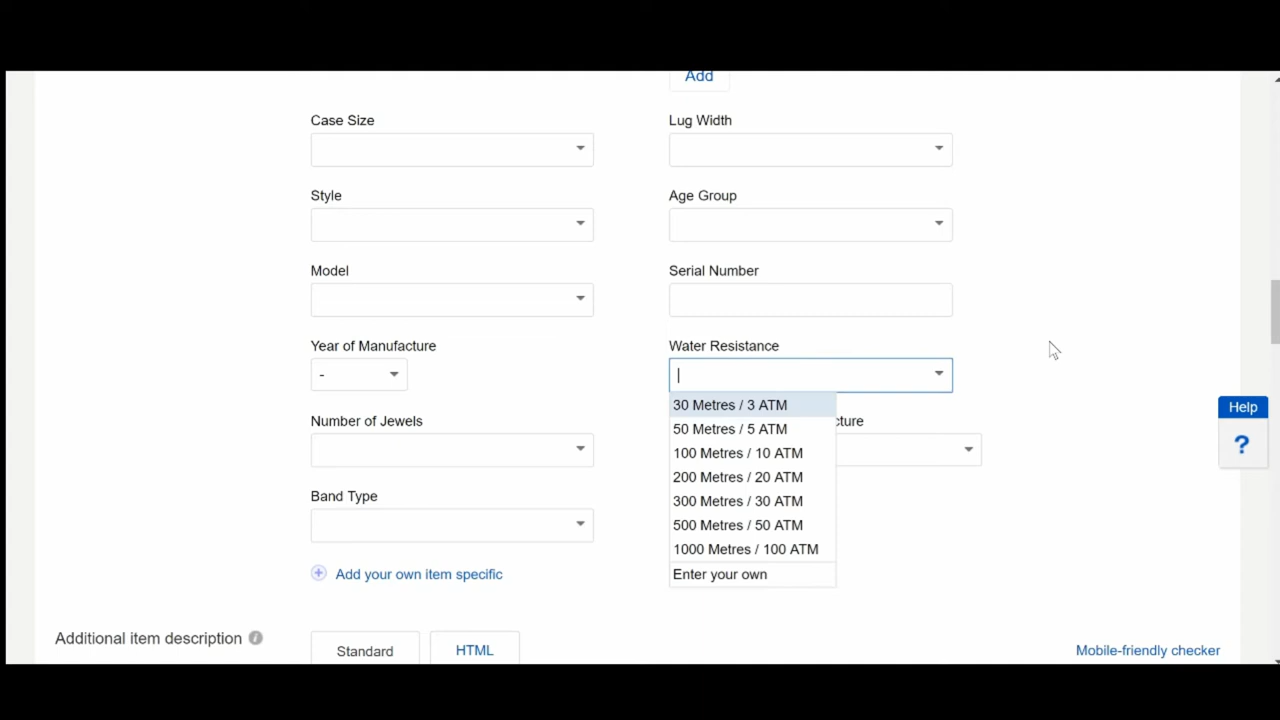 Add
Case Size
Lug Width
Style
Age Group
Model
Serial Number
Year of Manufacture
Water Resistance
-
30 Metres / 3 ATM
Number of Jewels
cture
50 Metres / 5 ATM
100 Metres / 10 ATM
200 Metres / 20 ATM
Band Type
300 Metres / 30 ATM
500 Metres / 50 ATM
1000 Metres / 100 ATM
Add your own item specific
Enter your own
Help
?
Additional item description i
Standard
HTML
Mobile-friendly checker